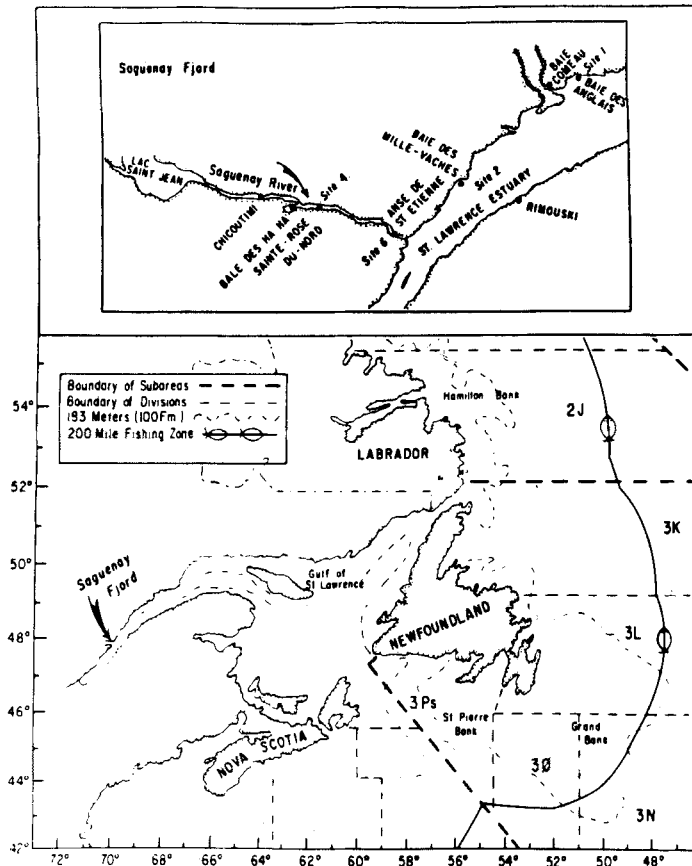 Saguenay Fjord
BAIE COMEAU
Site 1
BAIE DES ANGLAIS
BAIE DES MILLE-VACHES
Site 2
LAC SAINT JEAN
Saguenay River
Site 4
ANSE DE ST ETIENNE
CHICOUTIMI
BALE DES HA HA
SAINTE-ROSE DU-NORD
Site 6
ST. LAWRENCE ESTUARY
RIMOUSKI
Boundary of Subareas
Boundary of Divisions
193 Meters (100Fm)
200 Mile Fishing Zone
Hamilton Bank
2J
LABRADOR
3K
Saguenay Fjord
Gulf of St Lawrence
NEWFOUNDLAND
3L
3Ps
St Pierre Bank
Grand Bank
NOVA SCOTIA
3Ø
3N
54°
52°
50°
48°
46°
44°
42°
72° 70° 68° 66° 64° 62° 60° 58° 56° 54° 52° 50° 48°